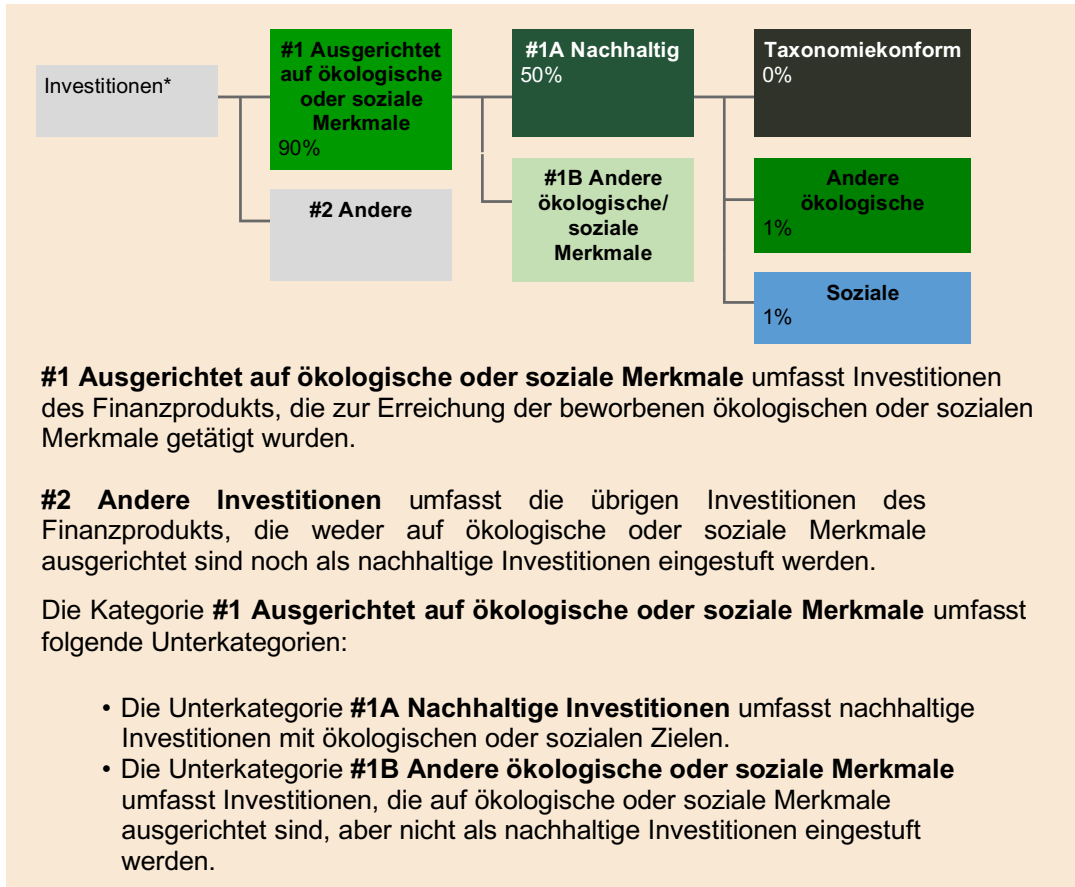 Investitionen*
#1 Ausgerichtet
auf ökologische
oder soziale
Merkmale
90%
#2 Andere
#1A Nachhaltig
50%
#1B Andere
ökologische/
soziale
Merkmale
Taxonomiekonform
0%
Andere
ökologische
1%
Soziale
1%
#1 Ausgerichtet auf ökologische oder soziale Merkmale umfasst Investitionen
des Finanzprodukts, die zur Erreichung der beworbenen ökologischen oder sozialen
Merkmale getätigt wurden.
#2 Andere Investitionen umfasst die übrigen Investitionen des
Finanzprodukts, die weder auf ökologische oder soziale Merkmale
ausgerichtet sind noch als nachhaltige Investitionen eingestuft werden.
Die Kategorie #1 Ausgerichtet auf ökologische oder soziale Merkmale umfasst
folgende Unterkategorien:
• Die Unterkategorie #1A Nachhaltige Investitionen umfasst nachhaltige
Investitionen mit ökologischen oder sozialen Zielen.
• Die Unterkategorie #1B Andere ökologische oder soziale Merkmale
umfasst Investitionen, die auf ökologische oder soziale Merkmale
ausgerichtet sind, aber nicht als nachhaltige Investitionen eingestuft
werden.